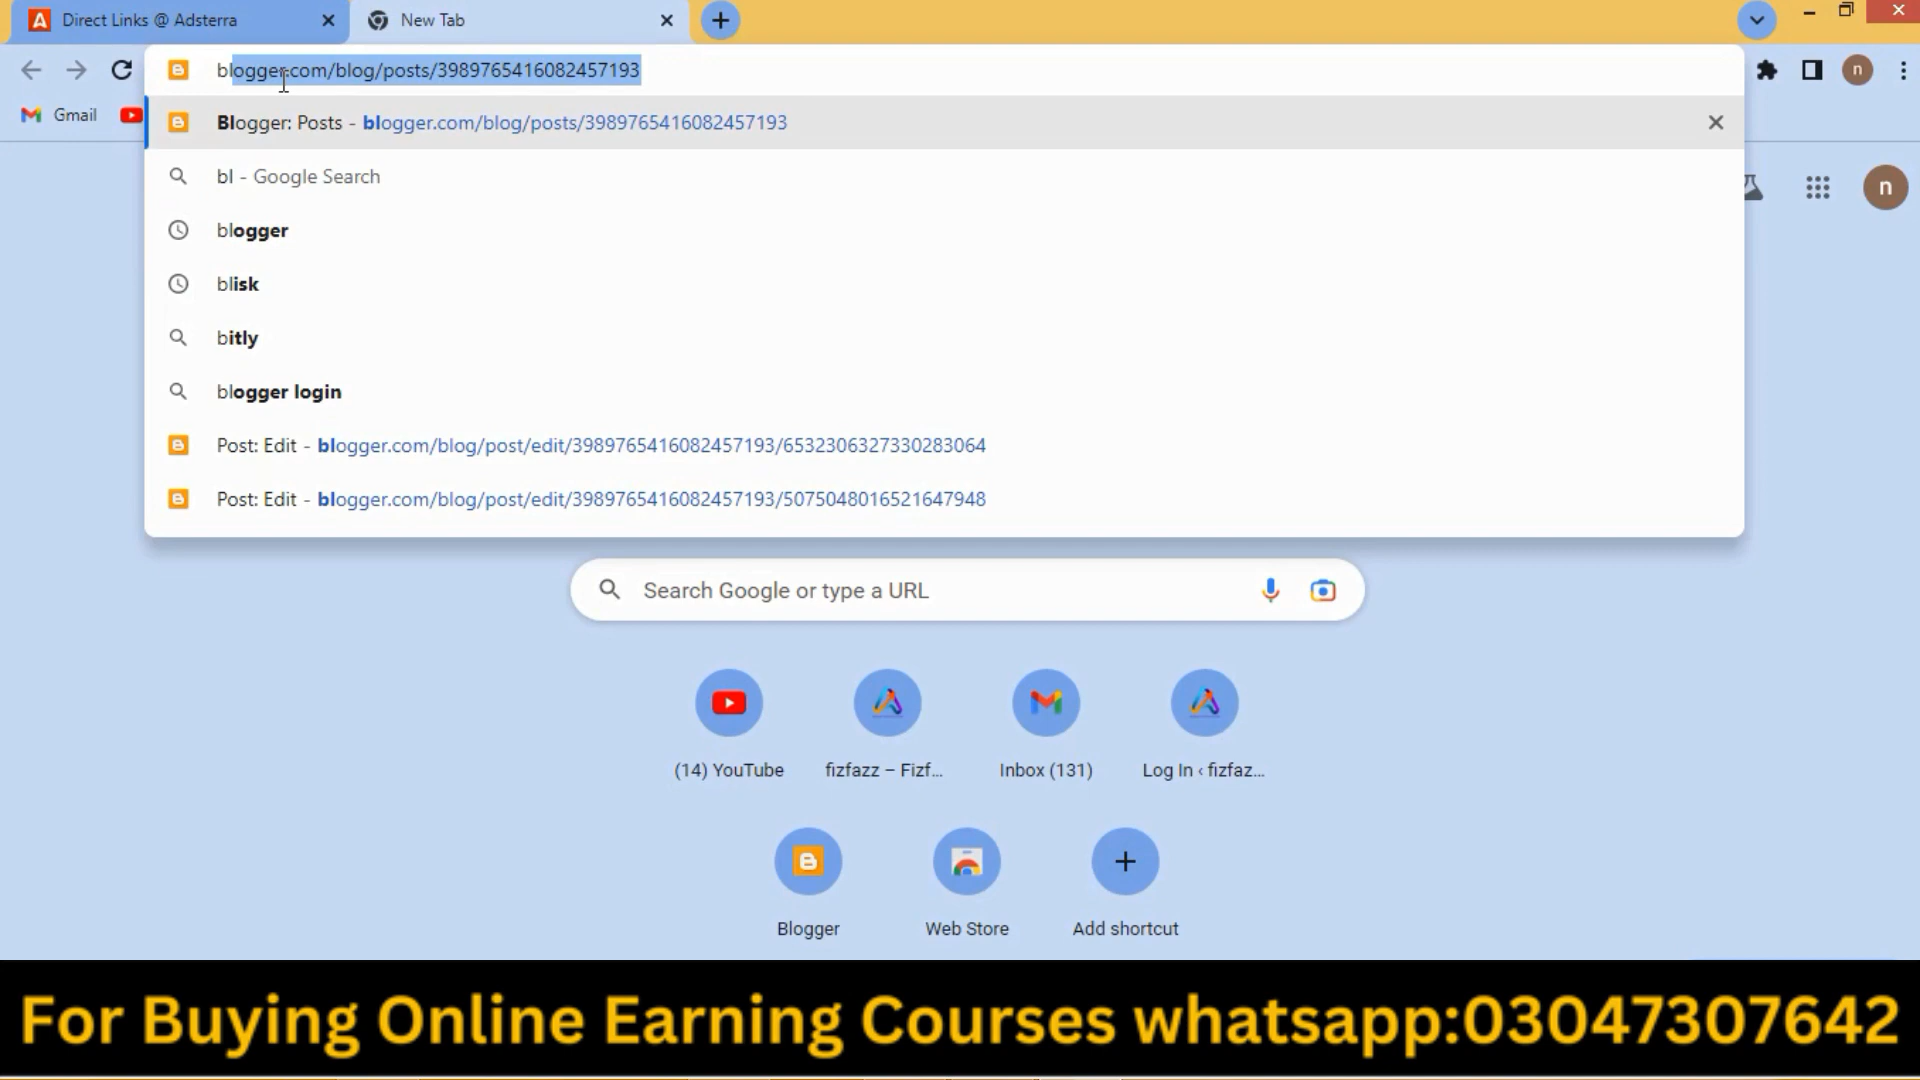 Direct Links @ Adsterra
New Tab
blogger.com/blog/posts/3989765416082457193
n
Gmail
Blogger: Posts - blogger.com/blog/posts/3989765416082457193
bl - Google Search
n
blogger
blisk
bitly
blogger login
Post: Edit - blogger.com/blog/post/edit/3989765416082457193/6532306327330283064
Post: Edit - blogger.com/blog/post/edit/3989765416082457193/5075048016521647948
Search Google or type a URL
(14) YouTube
fizfazz – Fizf...
Inbox (131)
Log In ‹ fizfaz...
Blogger
Web Store
Add shortcut
For Buying Online Earning Courses whatsapp:03047307642